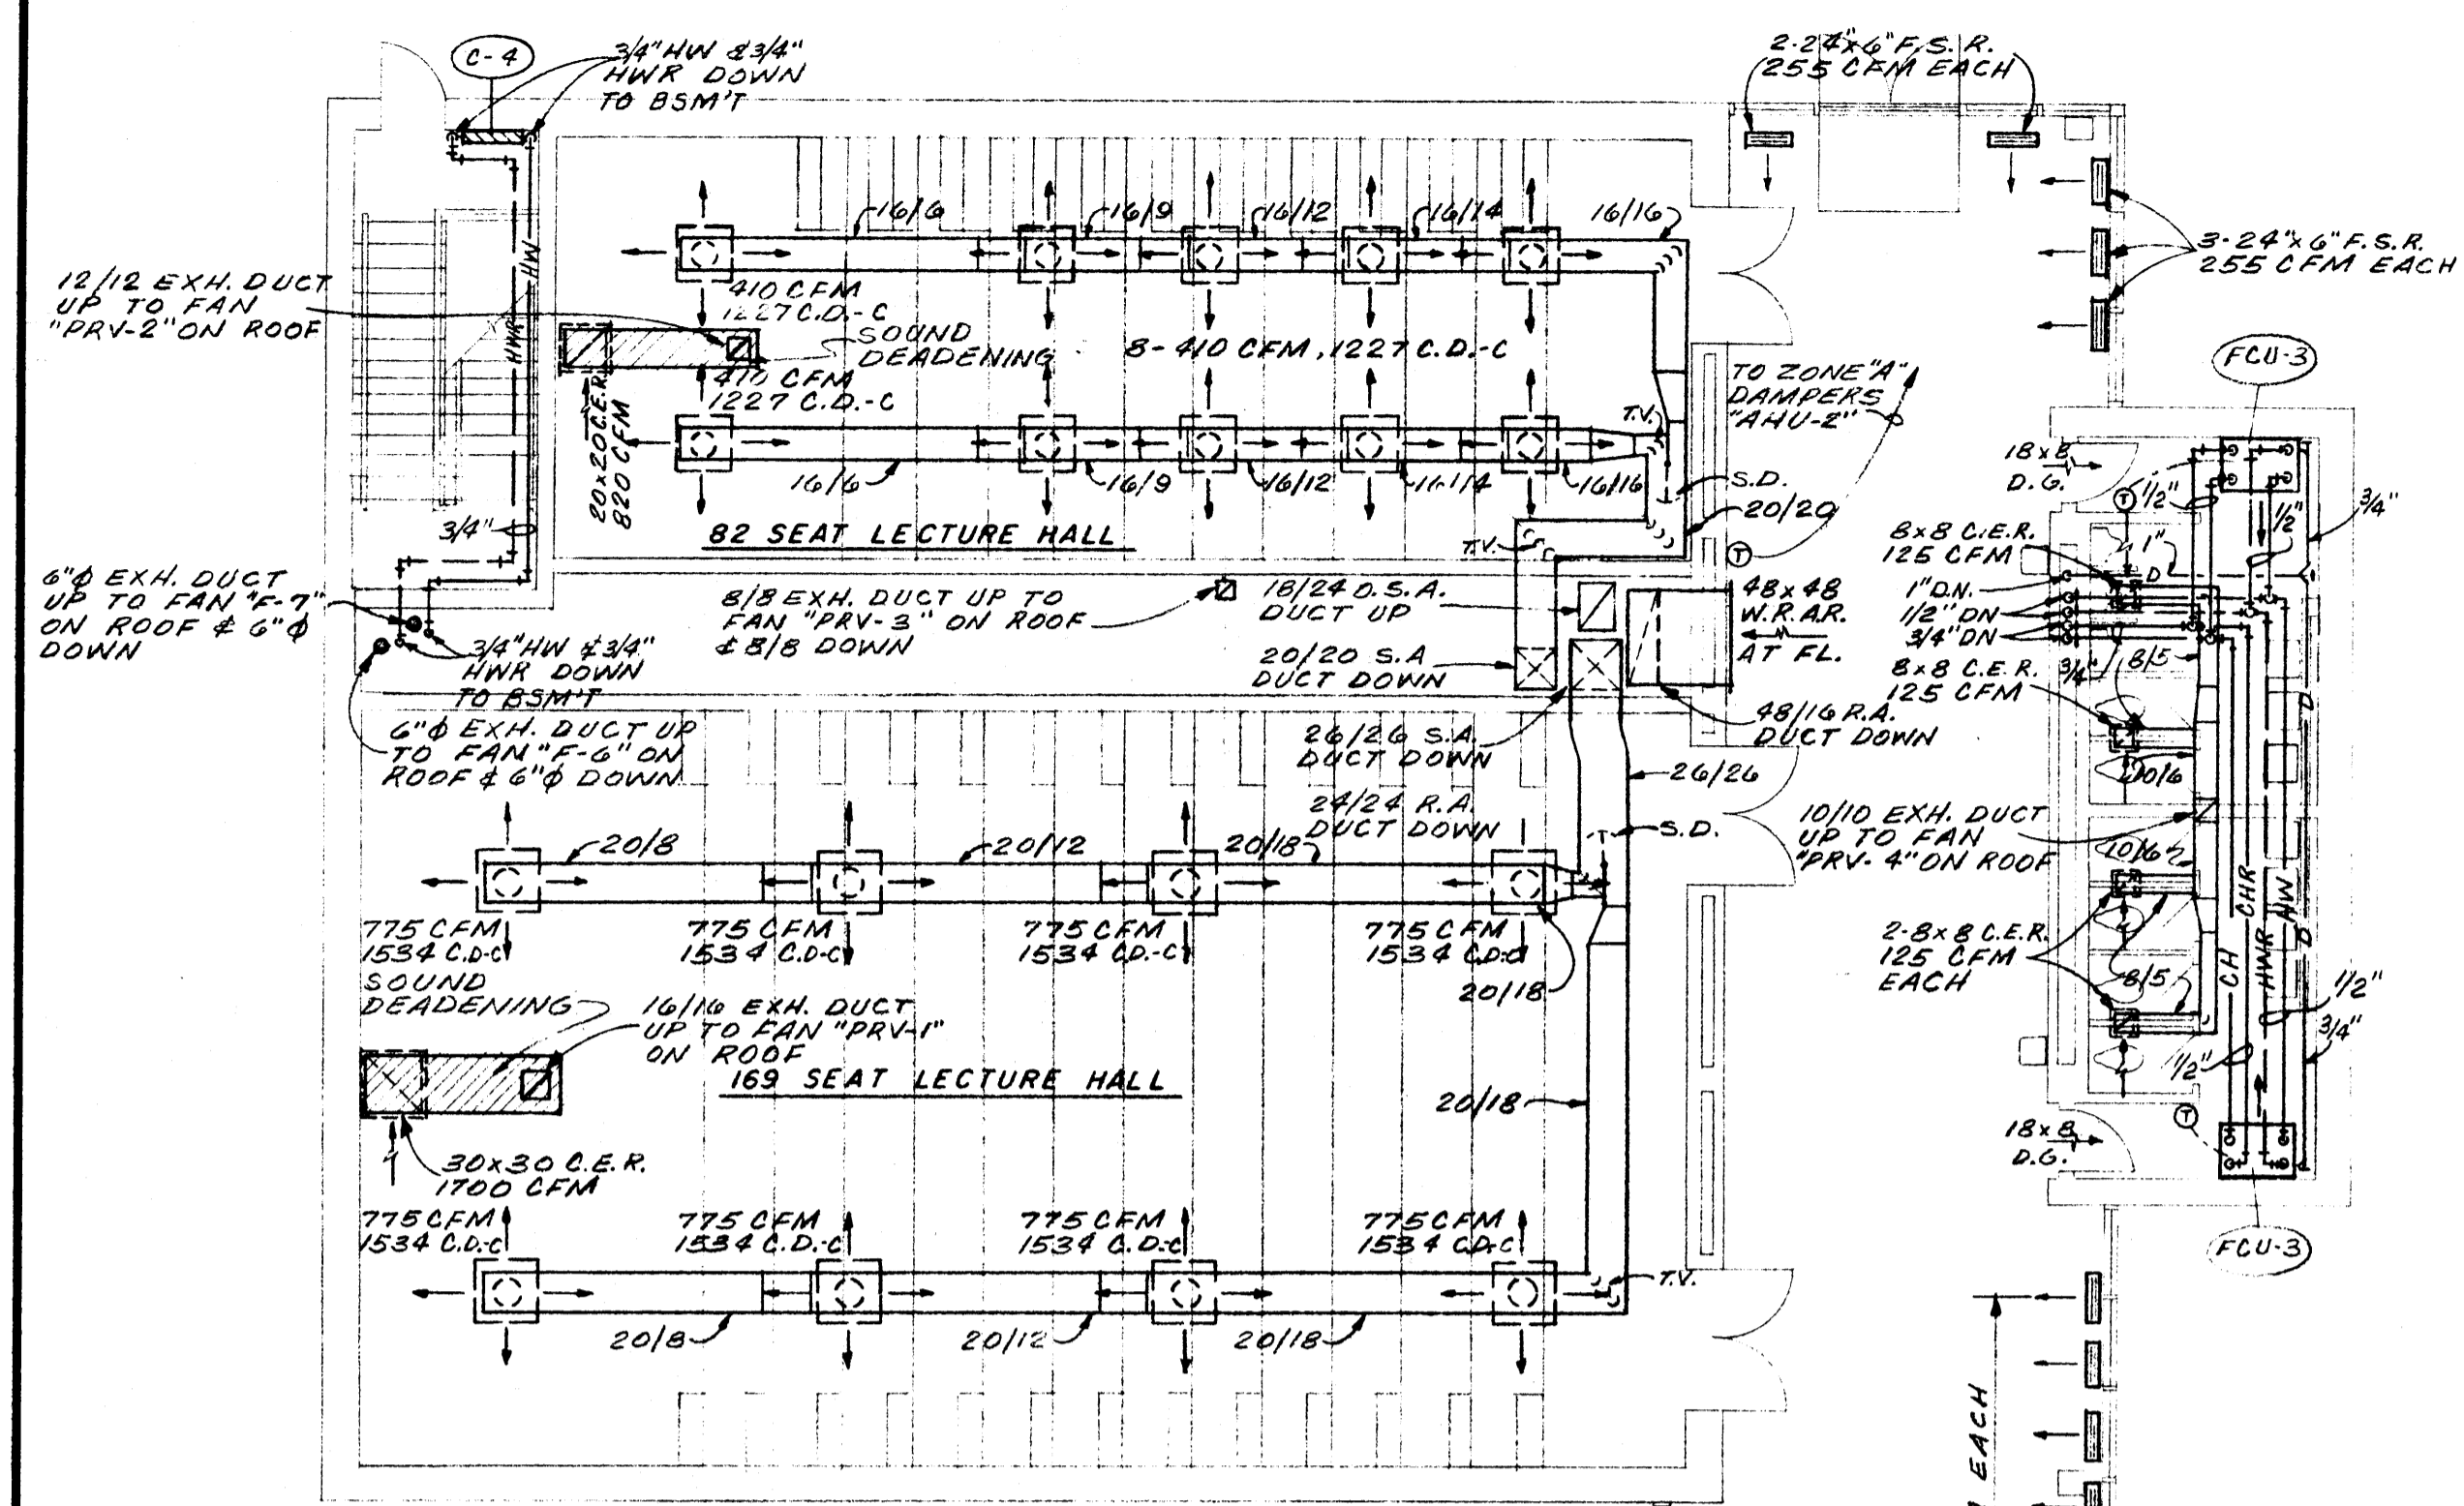 C-4
3/4" HW & 3/4"
HWR DOWN
TO BSM'T
2-24"x6" F.S.R.
255 CFM EACH
3-24"x6" F.S.R.
255 CFM EACH
12/12 EXH. DUCT
UP TO FAN
"PRV-2" ON ROOF
HW
HWR
3/4"
16/6
16/9
16/12
16/14
16/16
410 CFM
1227 C.D.-C
SOUND
DEADENING
8-410 CFM, 1227 C.D.-C
410 CFM
1227 C.D.-C
20x20 C.E.R.
820 CFM
16/6
16/9
16/12
16/14
16/16
T.V.
S.D.
20/20
T.V.
82 SEAT LECTURE HALL
TO ZONE "A"
DAMPERS
"AHU-2"
T
FCU-3
18x8
D.G.
T
1/2"
1/2"
3/4"
8x8 C.E.R.
125 CFM
1"
D
1" DN.
1/2" DN
3/4" DN
3/4"
8/5
8x8 C.E.R.
125 CFM
10/6
6"φ EXH. DUCT
UP TO FAN "F-7"
ON ROOF & 6"φ
DOWN
3/4" HW & 3/4"
HWR DOWN
TO BSM'T
6"φ EXH. DUCT UP
TO FAN "F-6" ON
ROOF & 6"φ DOWN
8/8 EXH. DUCT UP TO
FAN "PRV-3" ON ROOF
& 8/8 DOWN
18/24 O.S.A.
DUCT UP
20/20 S.A
DUCT DOWN
48x48
W.R.A.R.
AT FL.
48/16 R.A.
DUCT DOWN
26/26 S.A.
DUCT DOWN
26/26
24/24 R.A.
DUCT DOWN
S.D.
10/10 EXH. DUCT
UP TO FAN
"PRV-4" ON ROOF
10/6
2-8x8 C.E.R.
125 CFM
EACH
8/5
CH
CHR
HWR
HW
D
D
1/2"
3/4"
1/2"
T
18x8
D.G.
FCU-3
20/8
20/12
20/18
775 CFM
1534 C.D-C
775 CFM
1534 C.D-C
775 CFM
1534 C.D.-C
775 CFM
1534 C.D-C
20/18
SOUND
DEADENING
16/16 EXH. DUCT
UP TO FAN "PRV-1"
ON ROOF
169 SEAT LECTURE HALL
20/18
30x30 C.E.R.
1700 CFM
775 CFM
1534 C.D.-C
775 CFM
1534 C.D.-C
775 CFM
1534 C.D-C
775 CFM
1534 C.D-C
T.V.
20/8
20/12
20/18
EACH